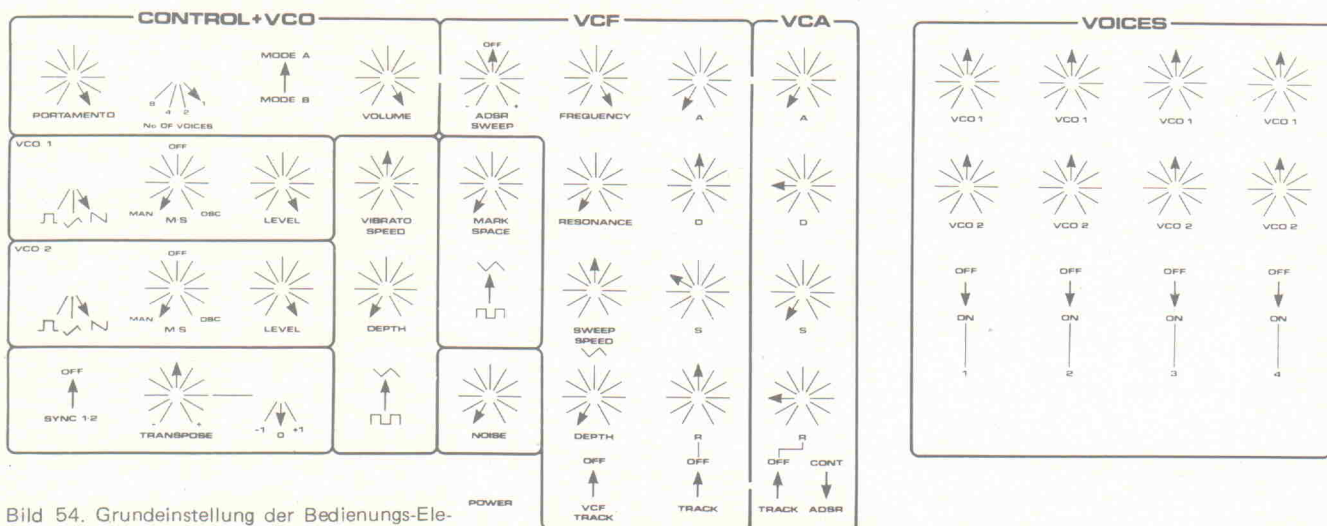 CONTROL+VCO
VCF
VCA
VOICES
PORTAMENTO
8 4 2 1
No OF VOICES
MODE A
MODE B
VOLUME
OFF
- +
ADSR
SWEEP
FREQUENCY
A
A
VCO 1
VCO 1
VCO 1
VCO 1
VCO 1
OFF
MAN
M·S
OSC
LEVEL
VIBRATO
SPEED
MARK
SPACE
RESONANCE
D
D
VCO 2
VCO 2
VCO 2
VCO 2
VCO 2
OFF
MAN
M·S
OSC
LEVEL
DEPTH
SWEEP
SPEED
S
S
OFF
ON
OFF
ON
OFF
ON
OFF
ON
1
2
3
4
OFF
SYNC 1·2
- +
TRANSPOSE
-1 0 +1
NOISE
DEPTH
R
R
OFF
VCF
TRACK
OFF
TRACK
OFF
TRACK
CONT
ADSR
POWER
Bild 54. Grundeinstellung der Bedienungs-Ele-